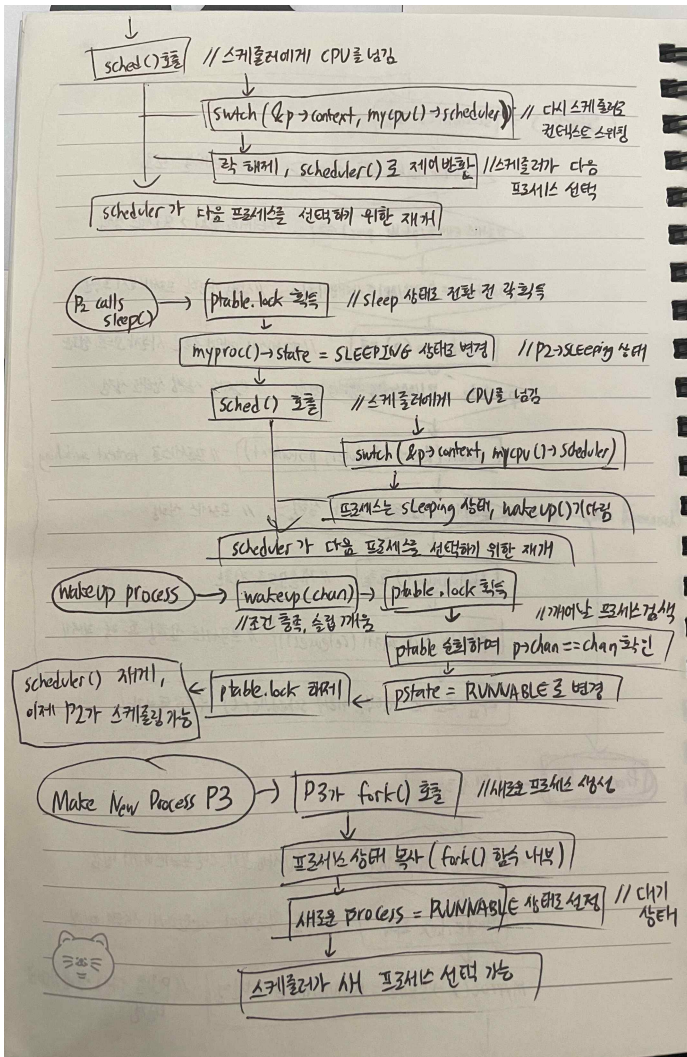 sched() 호출 // 스케줄러에게 CPU를 넘김
swtch(&p->context, mycpu()->scheduler) // 다시 스케줄러로
컨텍스트 스위칭
락 해제, scheduler()로 제어반환 // 스케줄러가 다음
프로세스 선택
scheduler가 다음 프로세스를 선택하기 위한 재개
P2 calls
sleep()
ptable.lock 획득 // sleep 상태로 전환 전 락 획득
myproc()->state = SLEEPING 상태로 변경 // P2->sleeping 상태
sched() 호출 // 스케줄러에게 CPU를 넘김
swtch(&p->context, mycpu()->scheduler)
프로세스는 sleeping 상태, wakeup()기다림
scheduler가 다음 프로세스를 선택하기 위한 재개
wakeup process
wakeup(chan)
ptable.lock 획득
//조건 충족, 슬립 깨움
//깨어날 프로세스 검색
ptable 순회하며 p->chan==chan 확인
pstate = RUNNABLE로 변경
ptable.lock 해제
scheduler() 재개,
이제 P2가 스케줄링 가능
Make New Process P3
P3가 fork() 호출 //새로운 프로세스 생성
프로세스 상태 복사 (fork() 함수 내부)
새로운 process = RUNNABLE 상태로 설정 // 대기
상태
스케줄러가 새 프로세스 선택 가능